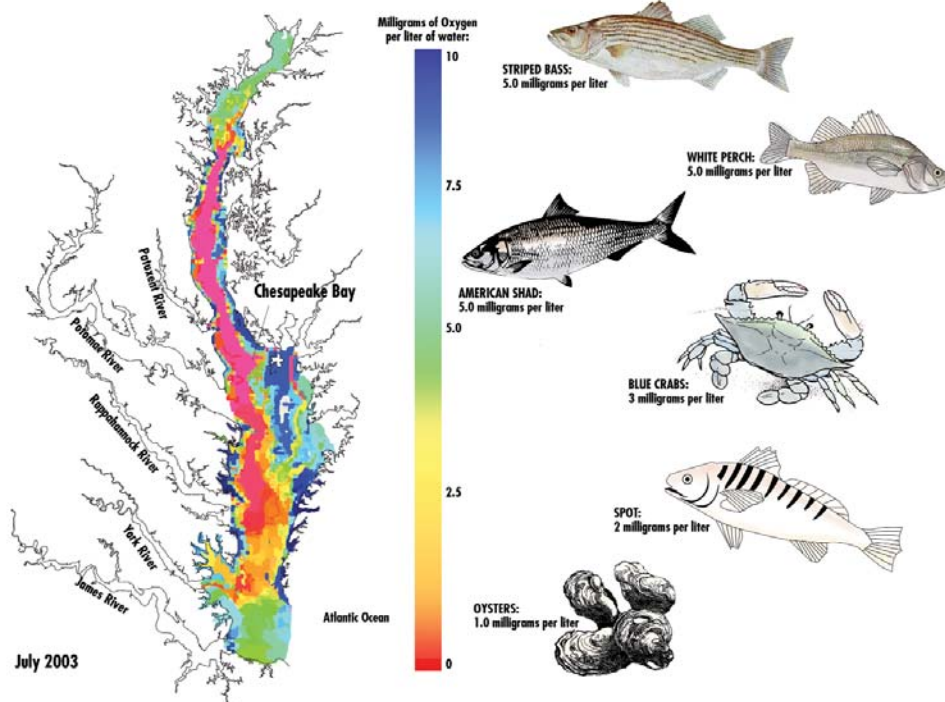 Milligrams of Oxygen
per liter of water:
10
7.5
5.0
2.5
0
STRIPED BASS:
5.0 milligrams per liter
WHITE PERCH:
5.0 milligrams per liter
AMERICAN SHAD:
5.0 milligrams per liter
BLUE CRABS:
3 milligrams per liter
SPOT:
2 milligrams per liter
OYSTERS:
1.0 milligrams per liter
Chesapeake Bay
Patuxent River
Potomac River
Rappahannock River
York River
James River
Atlantic Ocean
July 2003